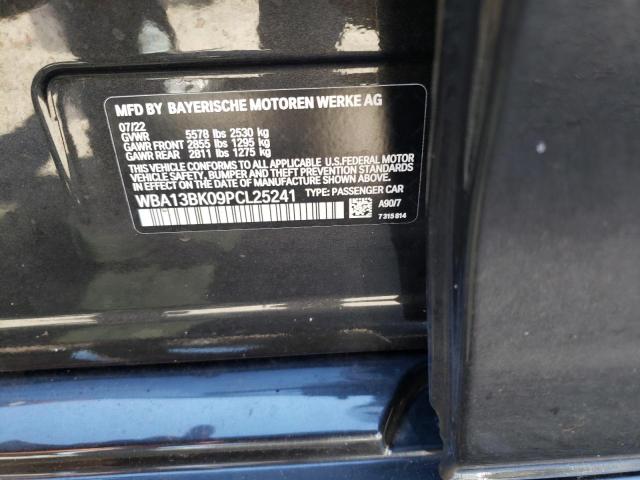 MFD BY BAYERISCHE MOTOREN WERKE AG
07/22
GVWR 5578 lbs 2530 kg
GAWR FRONT 2855 lbs 1295 kg
GAWR REAR 2811 lbs 1275 kg
THIS VEHICLE CONFORMS TO ALL APPLICABLE U.S.FEDERAL MOTOR
VEHICLE SAFETY, BUMPER, AND THEFT PREVENTION STANDARDS
IN EFFECT ON THE DATE OF MANUFACTURE SHOWN ABOVE.
WBA13BK09PCL25241 TYPE: PASSENGER CAR
A90/7
7 315 814